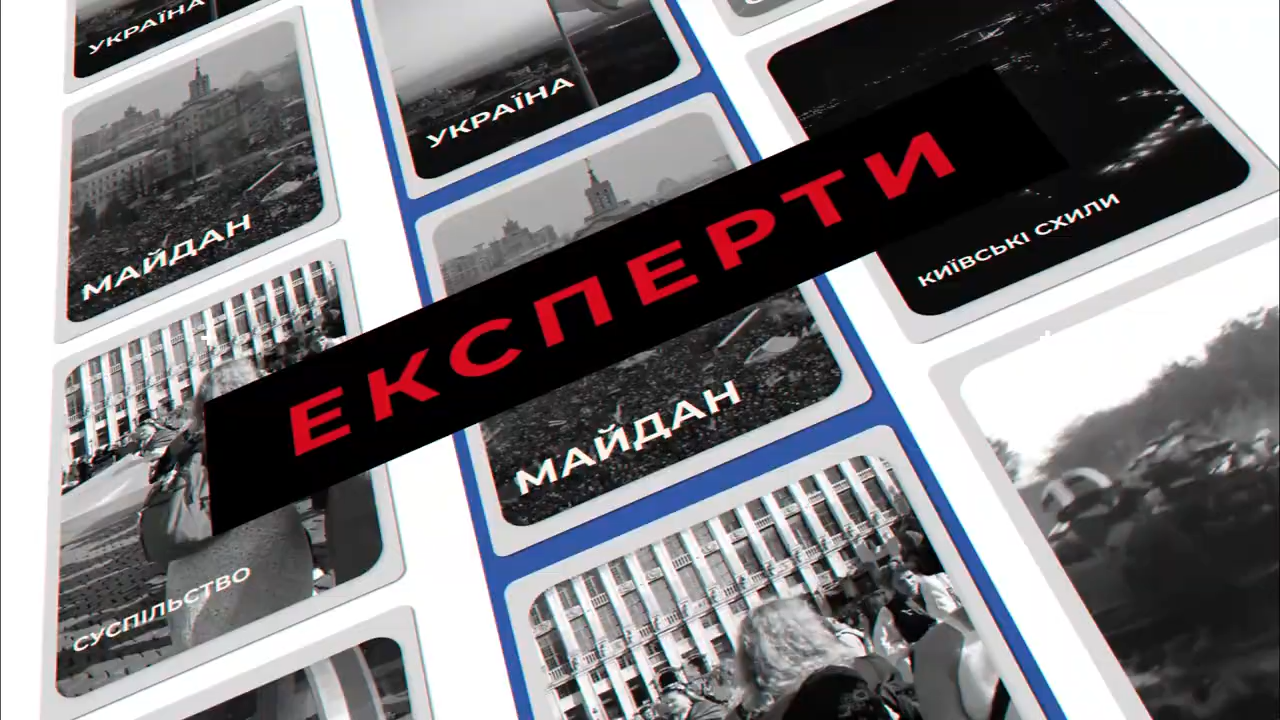 УКРАЇНА
УКРАЇНА
МАЙДАН
КИЇВСЬКІ СХИЛИ
ЕКСПЕРТИ
МАЙДАН
СУСПІЛЬСТВО